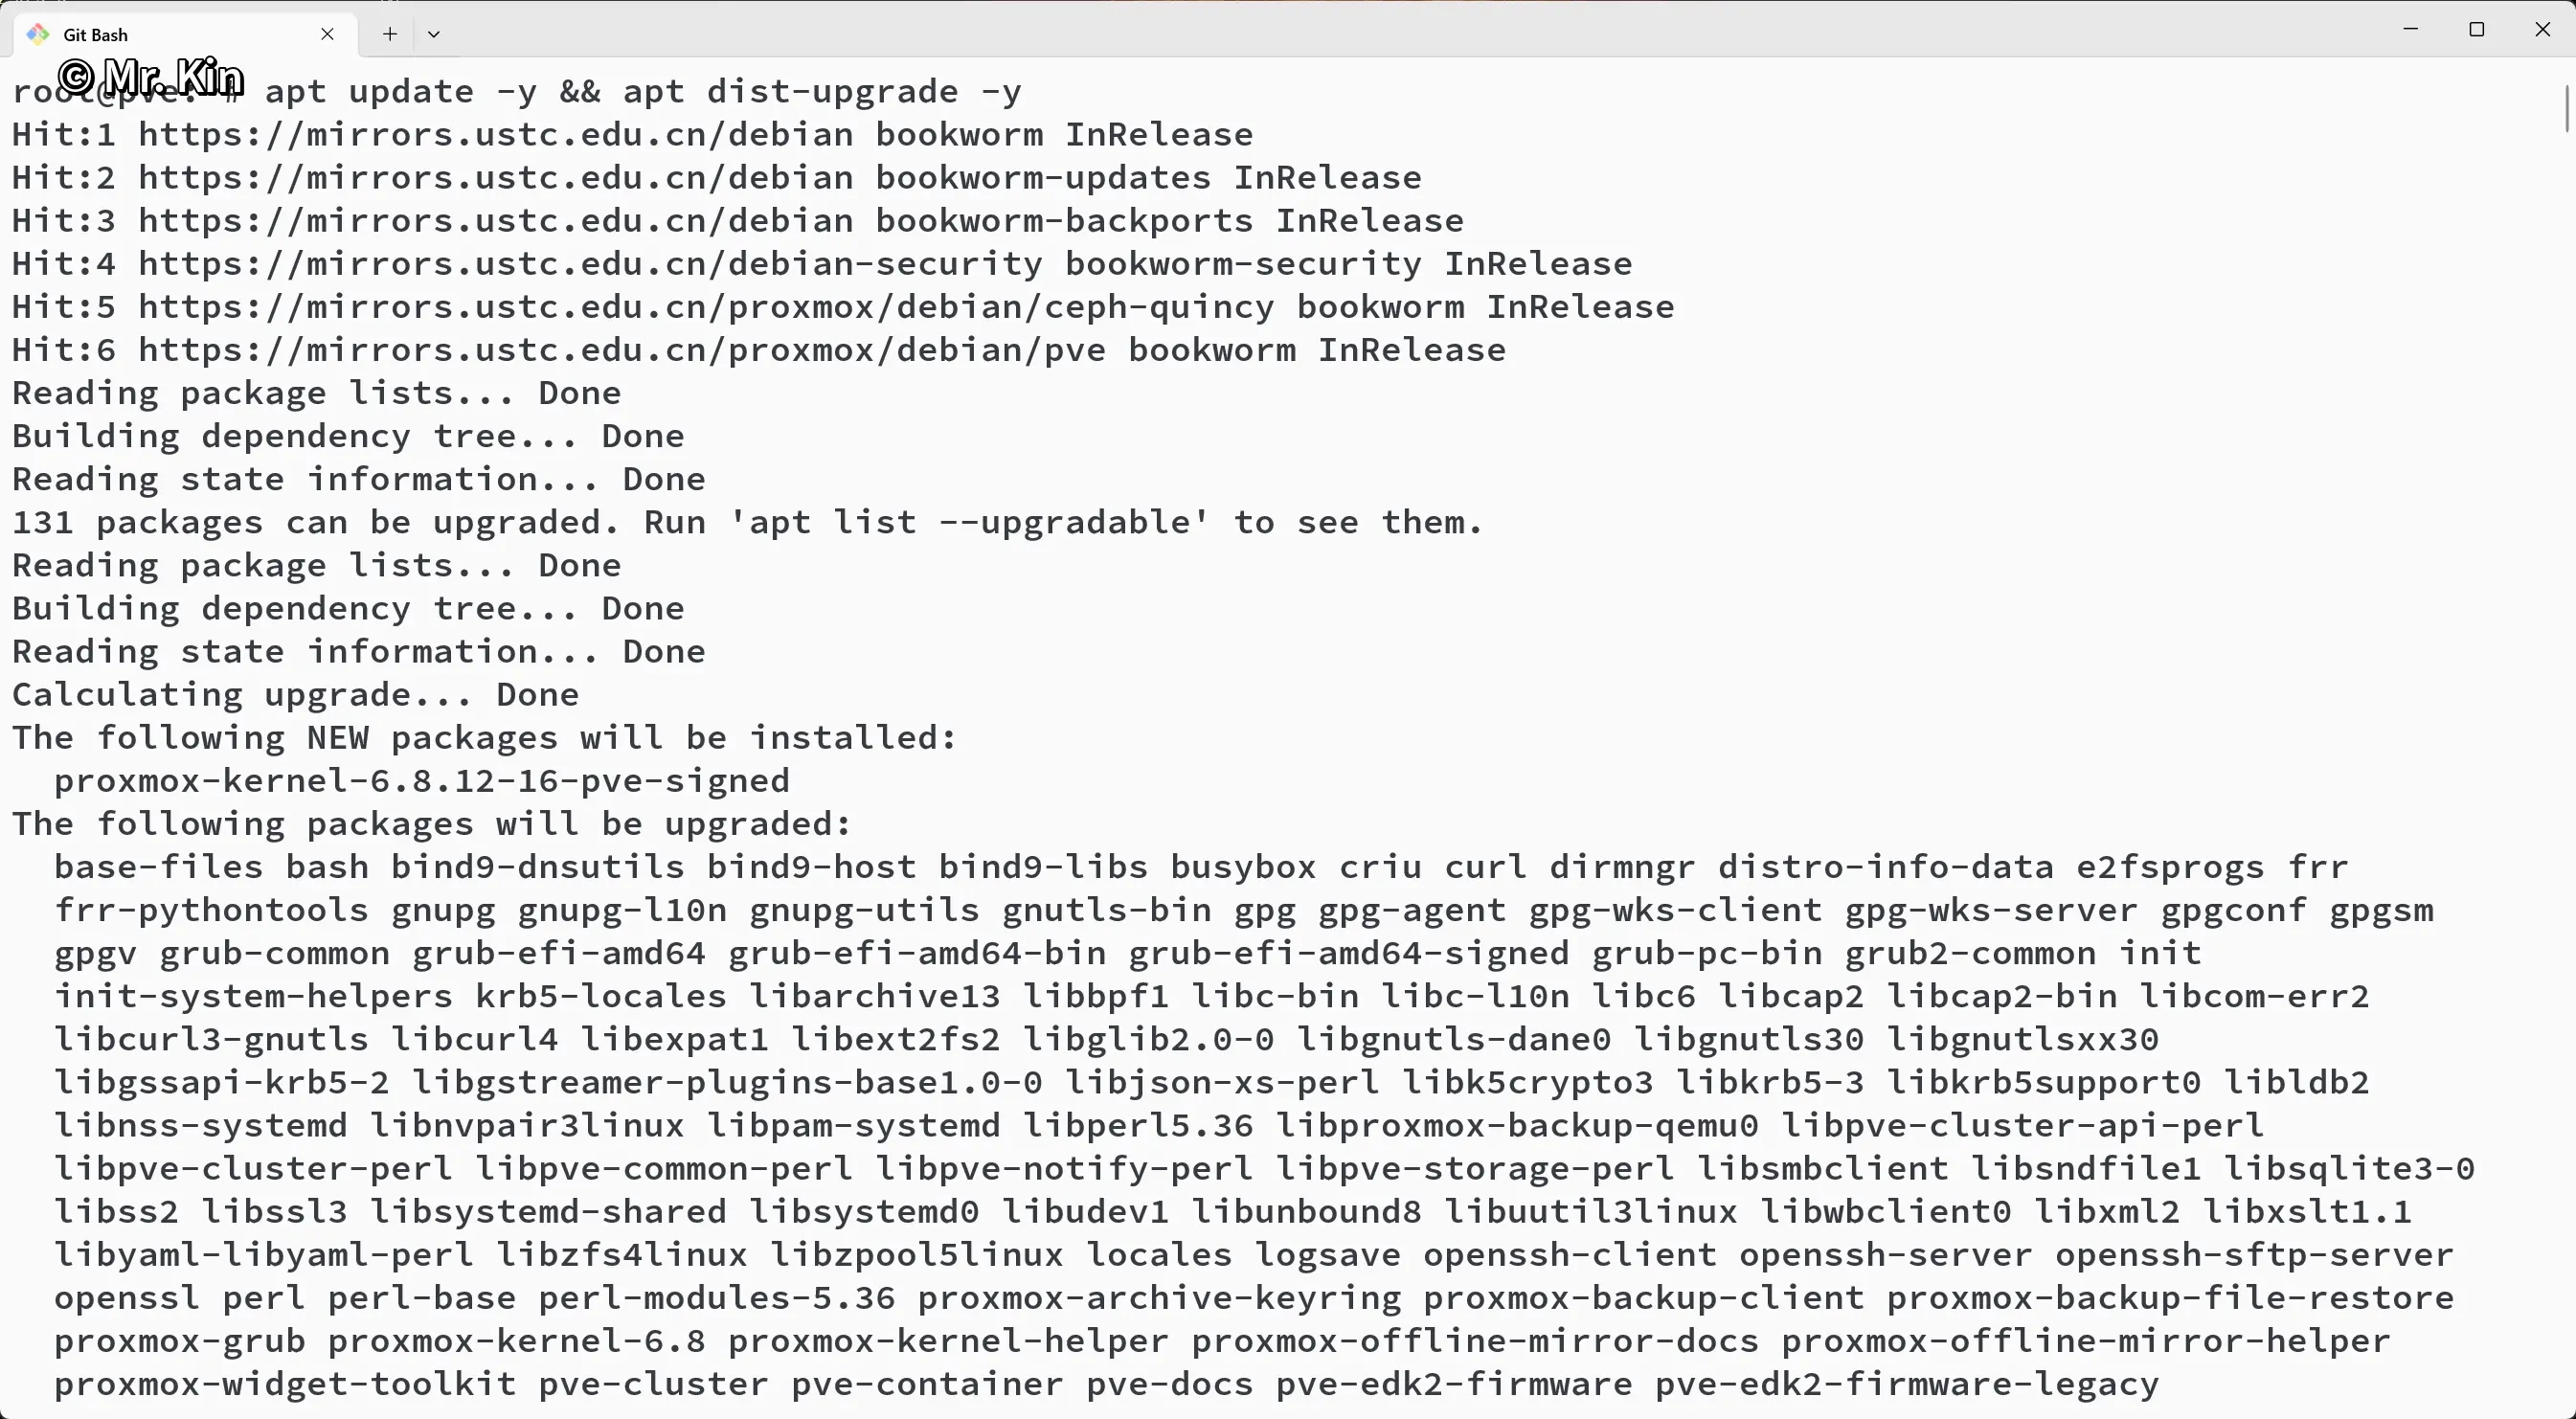 Git Bash
© Mr. Kin
root@pve:~# apt update -y && apt dist-upgrade -y
Hit:1 https://mirrors.ustc.edu.cn/debian bookworm InRelease
Hit:2 https://mirrors.ustc.edu.cn/debian bookworm-updates InRelease
Hit:3 https://mirrors.ustc.edu.cn/debian bookworm-backports InRelease
Hit:4 https://mirrors.ustc.edu.cn/debian-security bookworm-security InRelease
Hit:5 https://mirrors.ustc.edu.cn/proxmox/debian/ceph-quincy bookworm InRelease
Hit:6 https://mirrors.ustc.edu.cn/proxmox/debian/pve bookworm InRelease
Reading package lists... Done
Building dependency tree... Done
Reading state information... Done
131 packages can be upgraded. Run 'apt list --upgradable' to see them.
Reading package lists... Done
Building dependency tree... Done
Reading state information... Done
Calculating upgrade... Done
The following NEW packages will be installed:
proxmox-kernel-6.8.12-16-pve-signed
The following packages will be upgraded:
base-files bash bind9-dnsutils bind9-host bind9-libs busybox criu curl dirmngr distro-info-data e2fsprogs frr
frr-pythontools gnupg gnupg-l10n gnupg-utils gnutls-bin gpg gpg-agent gpg-wks-client gpg-wks-server gpgconf gpgsm
gpgv grub-common grub-efi-amd64 grub-efi-amd64-bin grub-efi-amd64-signed grub-pc-bin grub2-common init
init-system-helpers krb5-locales libarchive13 libbpf1 libc-bin libc-l10n libc6 libcap2 libcap2-bin libcom-err2
libcurl3-gnutls libcurl4 libexpat1 libext2fs2 libglib2.0-0 libgnutls-dane0 libgnutls30 libgnutlsxx30
libgssapi-krb5-2 libgstreamer-plugins-base1.0-0 libjson-xs-perl libk5crypto3 libkrb5-3 libkrb5support0 libldb2
libnss-systemd libnvpair3linux libpam-systemd libperl5.36 libproxmox-backup-qemu0 libpve-cluster-api-perl
libpve-cluster-perl libpve-common-perl libpve-notify-perl libpve-storage-perl libsmbclient libsndfile1 libsqlite3-0
libss2 libssl3 libsystemd-shared libsystemd0 libudev1 libunbound8 libuutil3linux libwbclient0 libxml2 libxslt1.1
libyaml-libyaml-perl libzfs4linux libzpool5linux locales logsave openssh-client openssh-server openssh-sftp-server
openssl perl perl-base perl-modules-5.36 proxmox-archive-keyring proxmox-backup-client proxmox-backup-file-restore
proxmox-grub proxmox-kernel-6.8 proxmox-kernel-helper proxmox-offline-mirror-docs proxmox-offline-mirror-helper
proxmox-widget-toolkit pve-cluster pve-container pve-docs pve-edk2-firmware pve-edk2-firmware-legacy